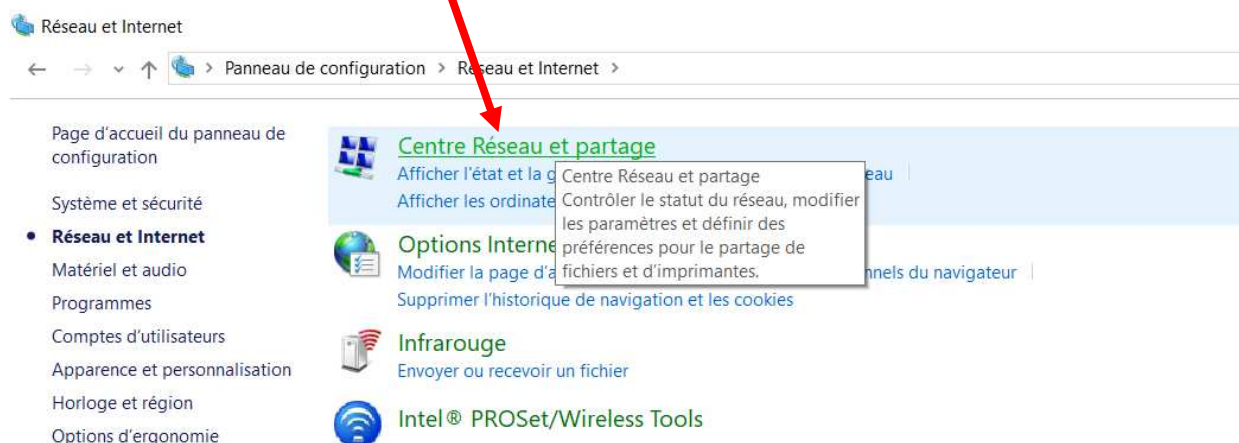 Réseau et Internet
Panneau de configuration > Réseau et Internet >
Page d'accueil du panneau de
configuration
Système et sécurité
Réseau et Internet
Matériel et audio
Programmes
Comptes d'utilisateurs
Apparence et personnalisation
Horloge et région
Options d'ergonomie
Centre Réseau et partage
Afficher l'état et la
eau
Afficher les
Centre Réseau et partage
Contrôler le statut du réseau, modifier
les paramètres et définir des
préférences pour le partage de
fichiers et d'imprimantes.
Options
Modifier la page
du navigateur
Supprimer l'historique de navigation et les cookies
Infrarouge
Envoyer ou recevoir un fichier
Intel® PROSet/Wireless Tools